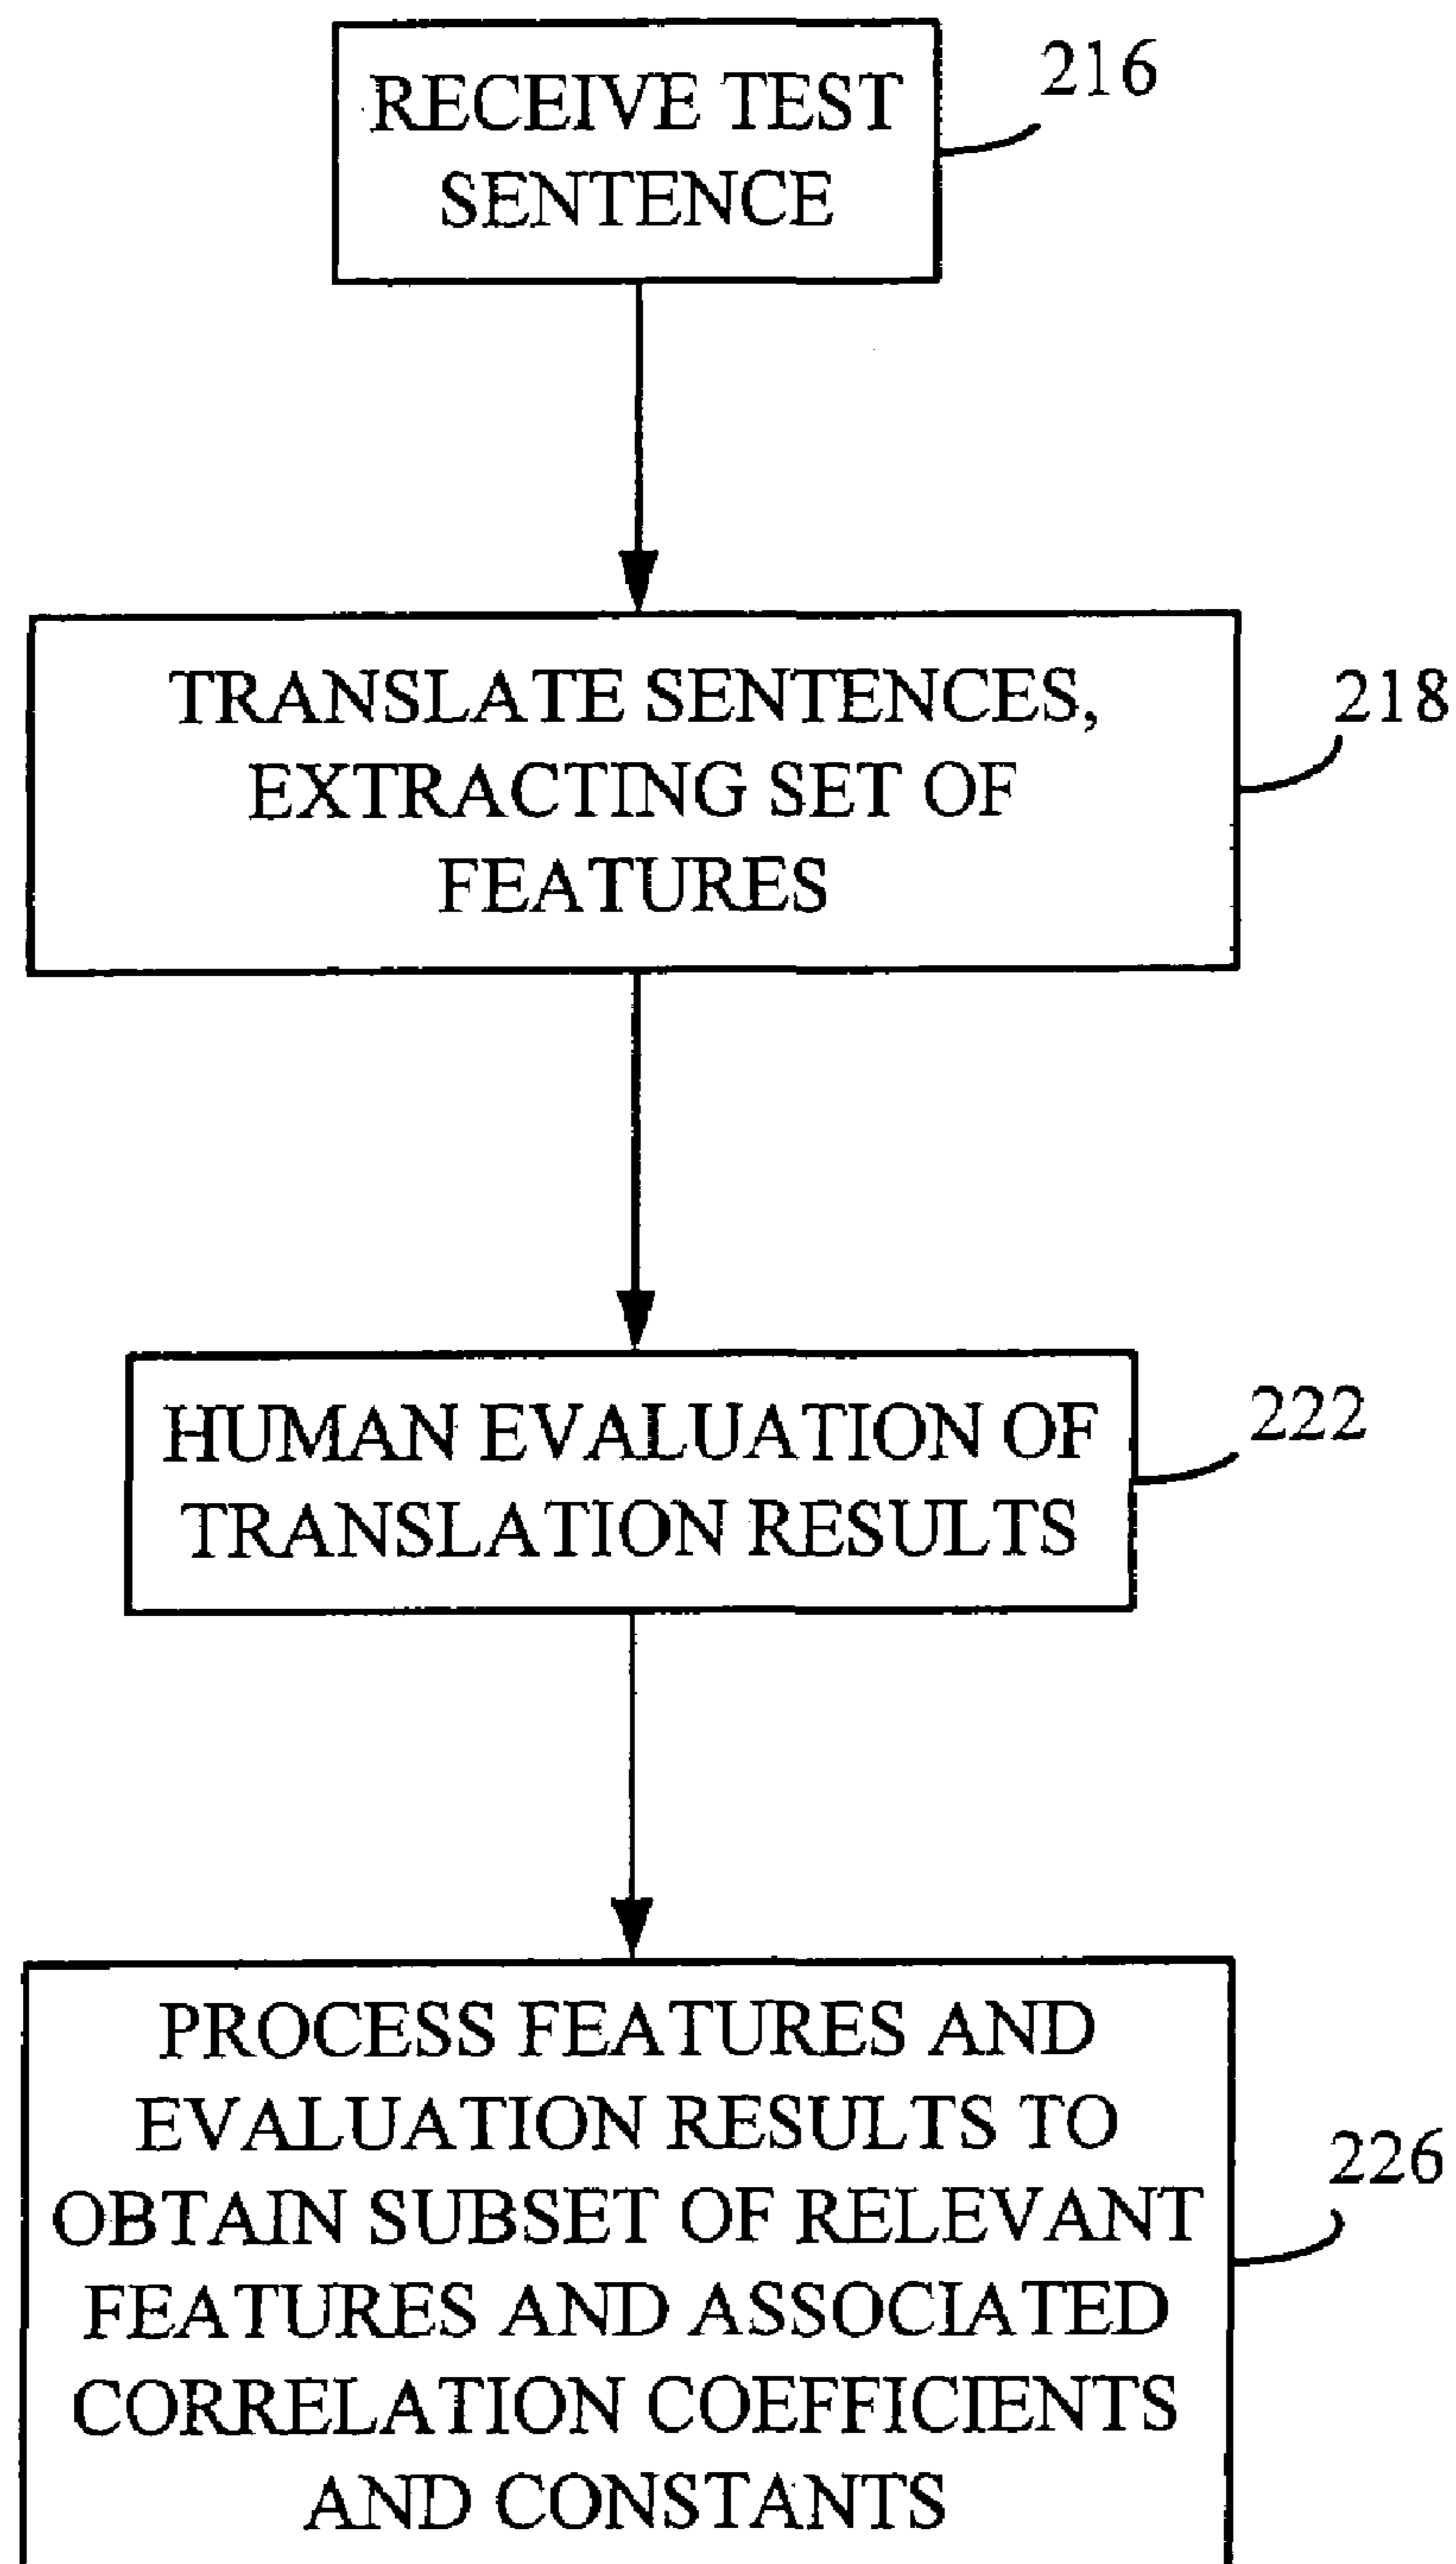 RECEIVE TEST
SENTENCE
216
TRANSLATE SENTENCES,
EXTRACTING SET OF
FEATURES
218
HUMAN EVALUATION OF
TRANSLATION RESULTS
222
PROCESS FEATURES AND
EVALUATION RESULTS TO
OBTAIN SUBSET OF RELEVANT
FEATURES AND ASSOCIATED
CORRELATION COEFFICIENTS
AND CONSTANTS
226